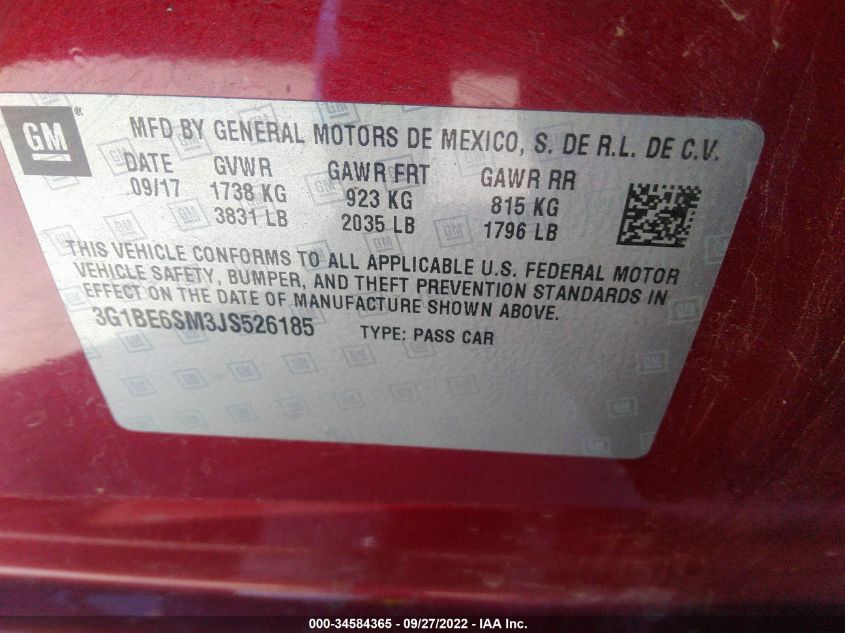 GM®
MFD BY GENERAL MOTORS DE MEXICO, S. DE R.L. DE C.V.
DATE GVWR GAWR FRT GAWR RR
09/17 1738 KG 923 KG 815 KG
3831 LB 2035 LB 1796 LB
THIS VEHICLE CONFORMS TO ALL APPLICABLE U.S. FEDERAL MOTOR
VEHICLE SAFETY, BUMPER, AND THEFT PREVENTION STANDARDS IN
EFFECT ON THE DATE OF MANUFACTURE SHOWN ABOVE.
3G1BE6SM3JS526185 TYPE: PASS CAR
000-34584365 - 09/27/2022 - IAA Inc.